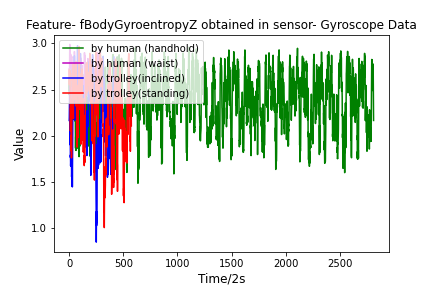 Feature- fBodyGyroentropyZ obtained in sensor- Gyroscope Data
by human (handhold)
by human (waist)
by trolley(inclined)
by trolley(standing)
Value
3.0
2.5
2.0
1.5
1.0
0
500
1000
1500
2000
2500
Time/2s